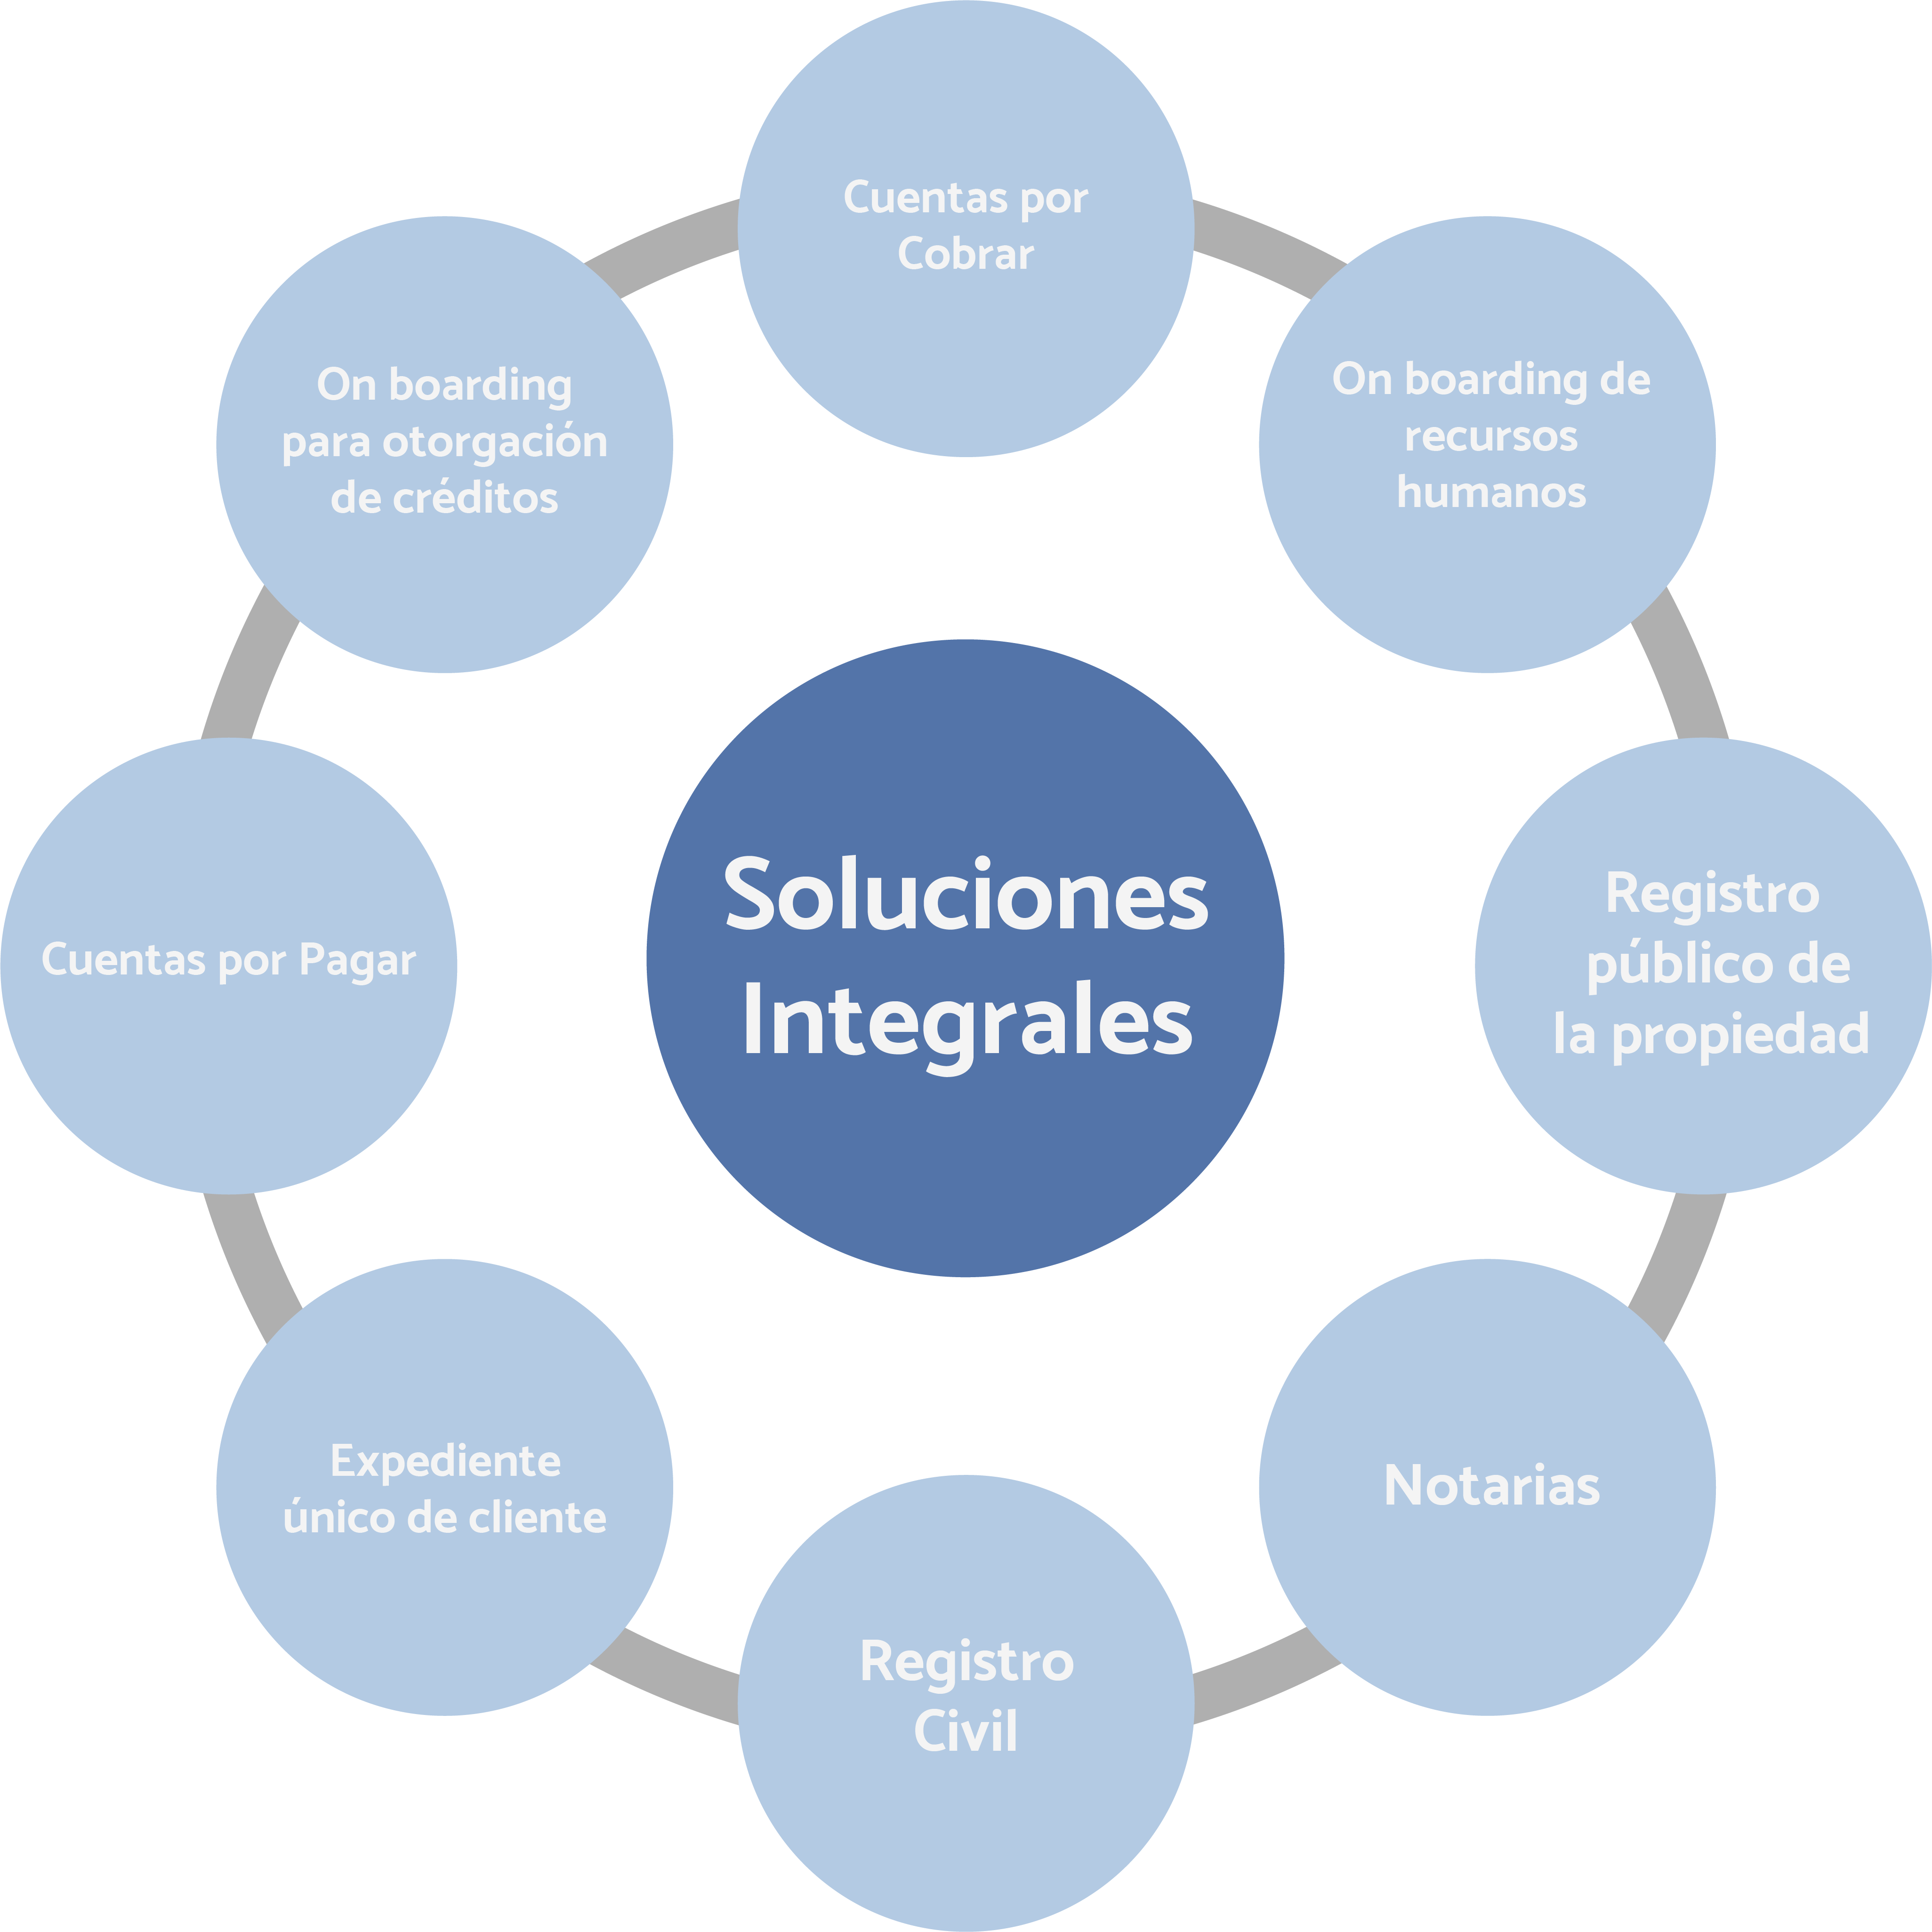 Cuentas por
Cobrar
On boarding
para otorgación
de créditos
On boarding de
recursos
humanos
Soluciones
Integrales
Cuentas por Pagar
Registro
público de
la propiedad
Expediente
único de cliente
Notarias
Registro
Civil